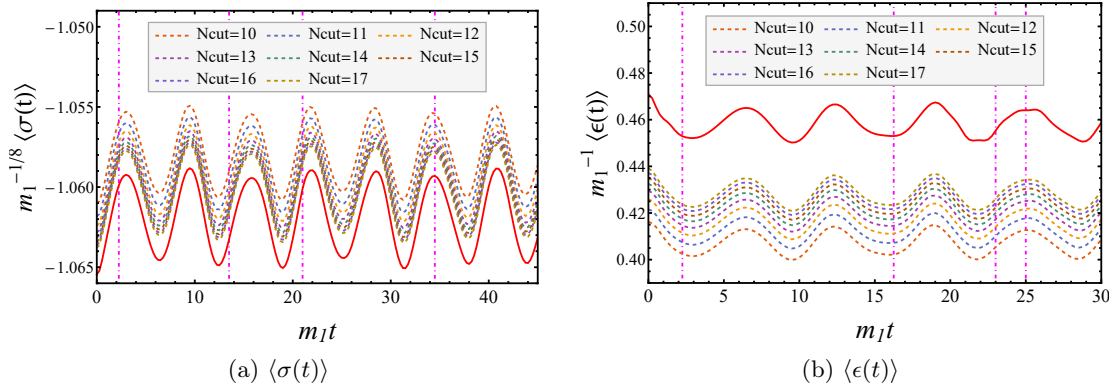 m₁^{-1/8} ⟨σ(t)⟩
−1.050
−1.055
−1.060
−1.065
Ncut=10 Ncut=11 Ncut=12
Ncut=13 Ncut=14 Ncut=15
Ncut=16 Ncut=17
0 10 20 30 40
m₁t
(a) ⟨σ(t)⟩
m₁^{-1} ⟨ϵ(t)⟩
0.50
0.48
0.46
0.44
0.42
0.40
Ncut=10 Ncut=11 Ncut=12
Ncut=13 Ncut=14 Ncut=15
Ncut=16 Ncut=17
0 5 10 15 20 25 30
m₁t
(b) ⟨ϵ(t)⟩